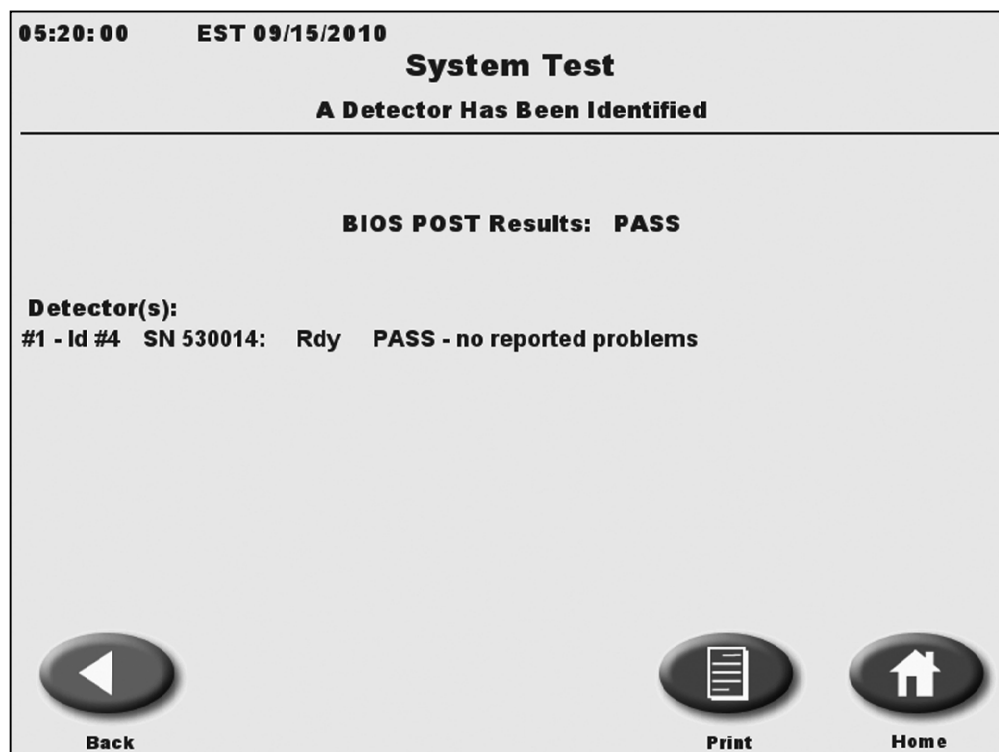 05:20:00 EST 09/15/2010
System Test
A Detector Has Been Identified
BIOS POST Results: PASS
Detector(s):
#1 - Id #4 SN 530014: Rdy PASS - no reported problems
Back Print Home